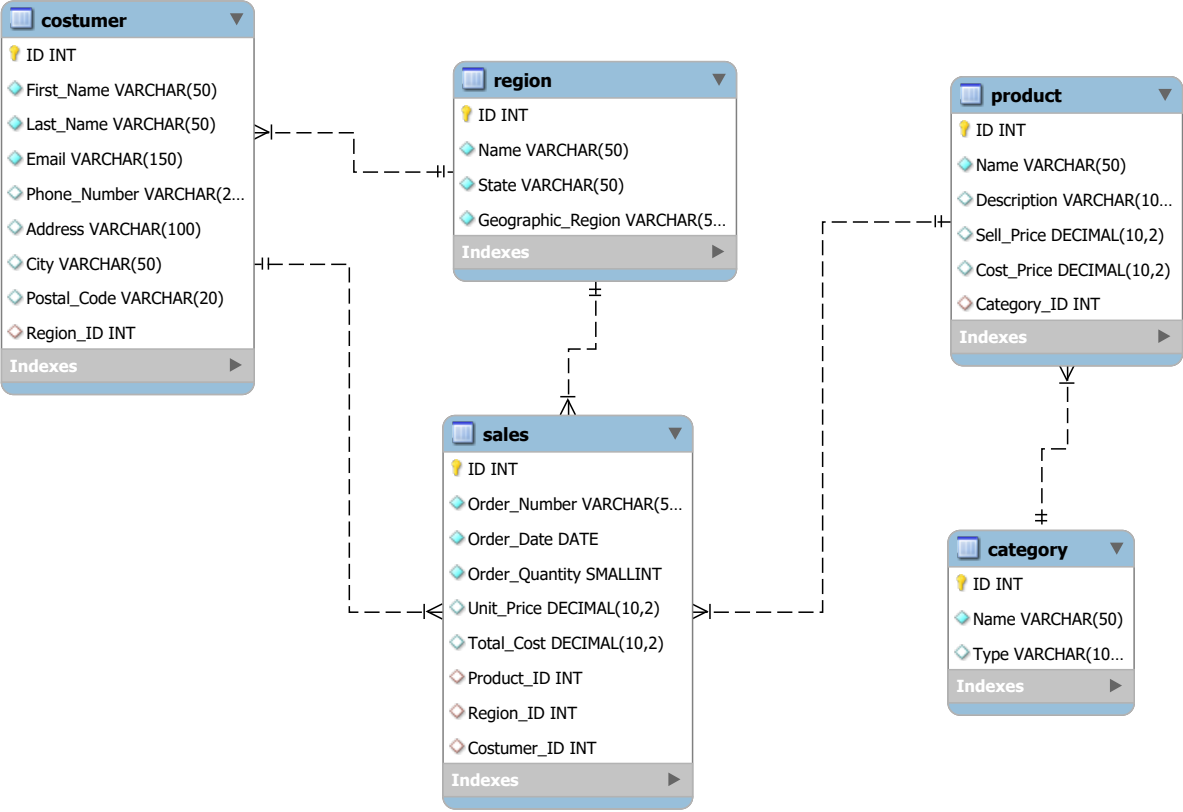 costumer
ID INT
First_Name VARCHAR(50)
Last_Name VARCHAR(50)
Email VARCHAR(150)
Phone_Number VARCHAR(2...
Address VARCHAR(100)
City VARCHAR(50)
Postal_Code VARCHAR(20)
Region_ID INT
Indexes
region
ID INT
Name VARCHAR(50)
State VARCHAR(50)
Geographic_Region VARCHAR(5...
Indexes
product
ID INT
Name VARCHAR(50)
Description VARCHAR(10...
Sell_Price DECIMAL(10,2)
Cost_Price DECIMAL(10,2)
Category_ID INT
Indexes
sales
ID INT
Order_Number VARCHAR(5...
Order_Date DATE
Order_Quantity SMALLINT
Unit_Price DECIMAL(10,2)
Total_Cost DECIMAL(10,2)
Product_ID INT
Region_ID INT
Costumer_ID INT
Indexes
category
ID INT
Name VARCHAR(50)
Type VARCHAR(10...
Indexes